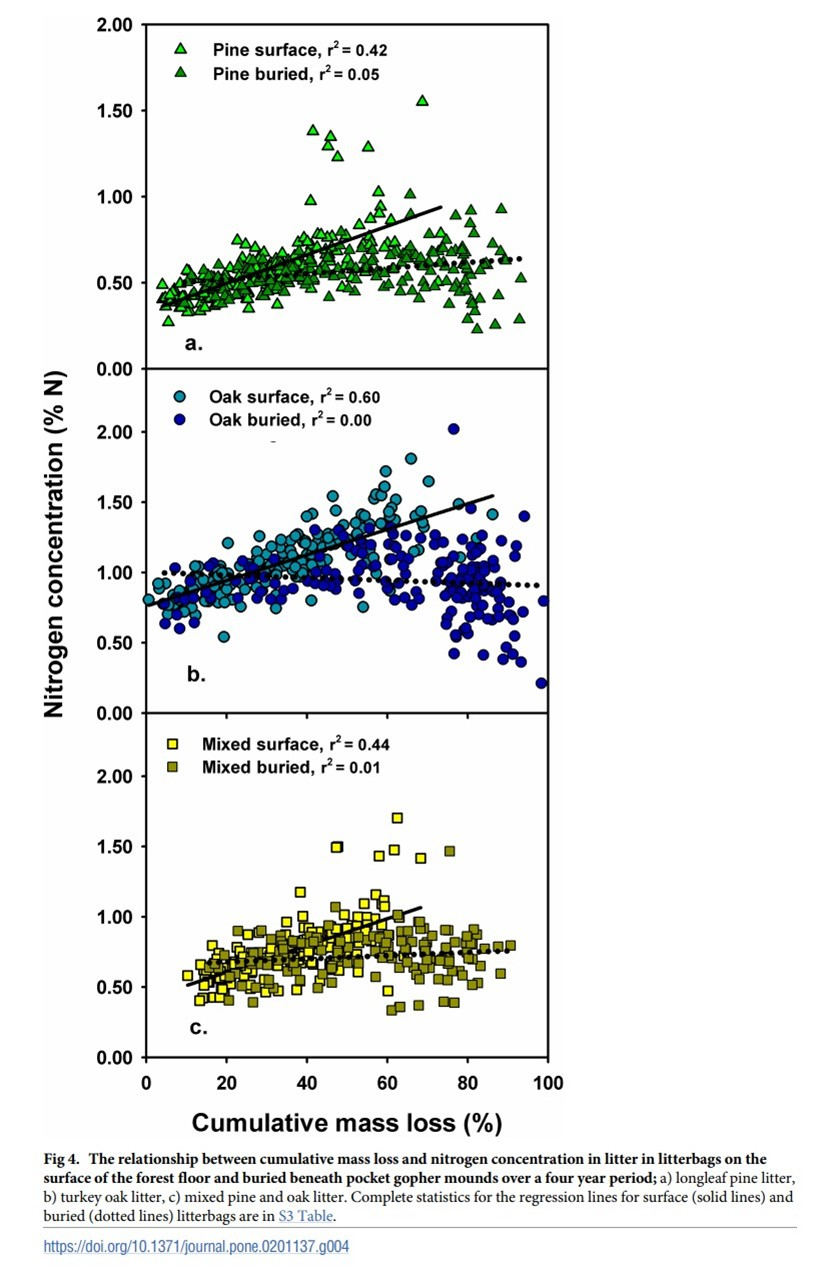 2.00
Pine surface, r² = 0.42
Pine buried, r² = 0.05
1.50
1.00
0.50
a.
0.00
Oak surface, r² = 0.60
Oak buried, r² = 0.00
2.00
1.50
1.00
0.50
b.
0.00
Mixed surface, r² = 0.44
Mixed buried, r² = 0.01
2.00
1.50
1.00
0.50
c.
0.00
Nitrogen concentration (% N)
0 20 40 60 80 100
Cumulative mass loss (%)
Fig 4. The relationship between cumulative mass loss and nitrogen concentration in litter in litterbags on the
surface of the forest floor and buried beneath pocket gopher mounds over a four year period; a) longleaf pine litter,
b) turkey oak litter, c) mixed pine and oak litter. Complete statistics for the regression lines for surface (solid lines) and
buried (dotted lines) litterbags are in S3 Table.
https://doi.org/10.1371/journal.pone.0201137.g004